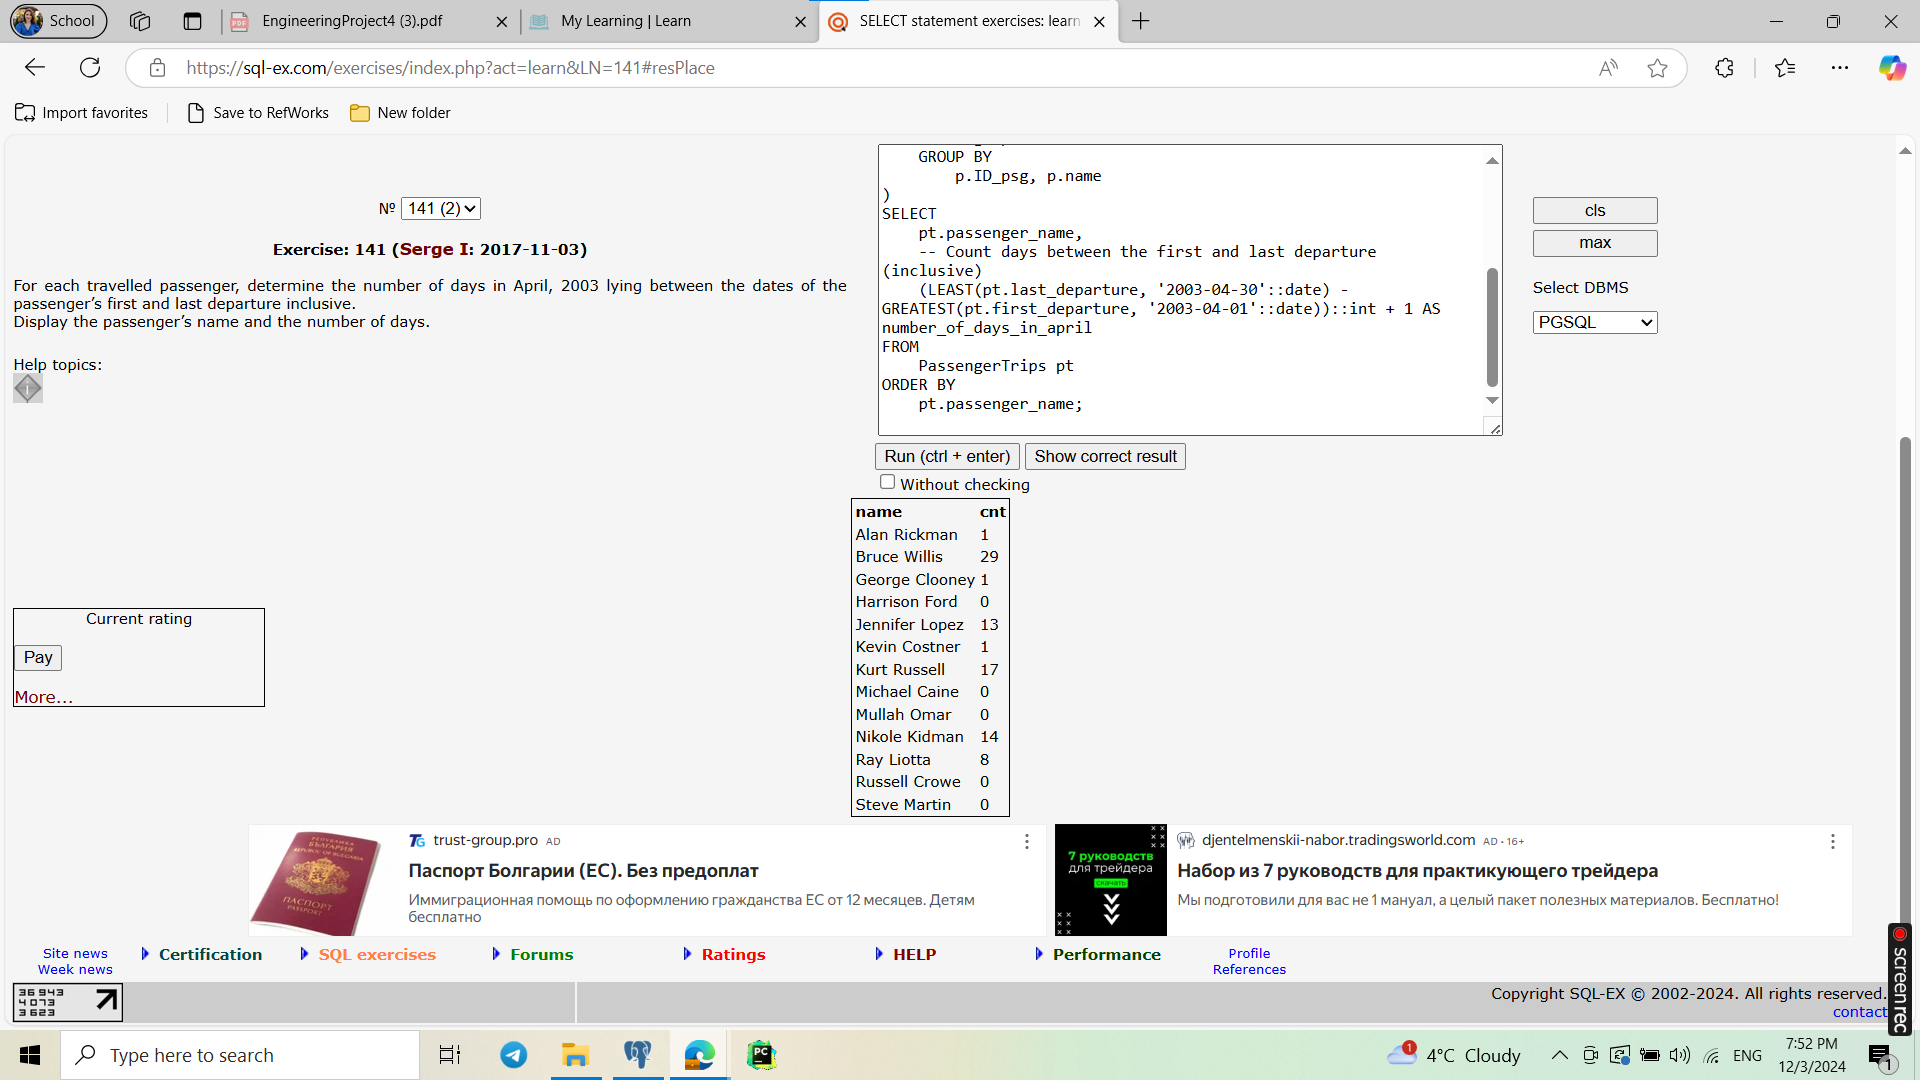 School
EngineeringProject4 (3).pdf
My Learning | Learn
SELECT statement exercises: learn
https://sql-ex.com/exercises/index.php?act=learn&LN=141#resPlace
Import favorites
Save to RefWorks
New folder
№ 141 (2)
Exercise: 141 (Serge I: 2017-11-03)
For each travelled passenger, determine the number of days in April, 2003 lying between the dates of the
passenger’s first and last departure inclusive.
Display the passenger’s name and the number of days.
Help topics:
Current rating
Pay
More...
GROUP BY
p.ID_psg, p.name
)
SELECT
pt.passenger_name,
-- Count days between the first and last departure
(inclusive)
(LEAST(pt.last_departure, '2003-04-30'::date) -
GREATEST(pt.first_departure, '2003-04-01'::date))::int + 1 AS
number_of_days_in_april
FROM
PassengerTrips pt
ORDER BY
pt.passenger_name;
cls
max
Select DBMS
PGSQL
Run (ctrl + enter) Show correct result
Without checking
name cnt
Alan Rickman 1
Bruce Willis 29
George Clooney 1
Harrison Ford 0
Jennifer Lopez 13
Kevin Costner 1
Kurt Russell 17
Michael Caine 0
Mullah Omar 0
Nikole Kidman 14
Ray Liotta 8
Russell Crowe 0
Steve Martin 0
ПАСПОРТ
PASSPORT
trust-group.pro AD
Паспорт Болгарии (ЕС). Без предоплат
Иммиграционная помощь по оформлению гражданства ЕС от 12 месяцев. Детям
бесплатно
7 руководств
для трейдера
скачать
djentelmenskii-nabor.tradingsworld.com AD • 16+
Набор из 7 руководств для практикующего трейдера
Мы подготовили для вас не 1 мануал, а целый пакет полезных материалов. Бесплатно!
Site news
Week news
Certification
SQL exercises
Forums
Ratings
HELP
Performance
Profile
References
36 943
4 073
3 623
Copyright SQL-EX © 2002-2024. All rights reserved.
contact
screenrec
Type here to search
PC
1
4°C Cloudy
ENG
7:52 PM
12/3/2024
1